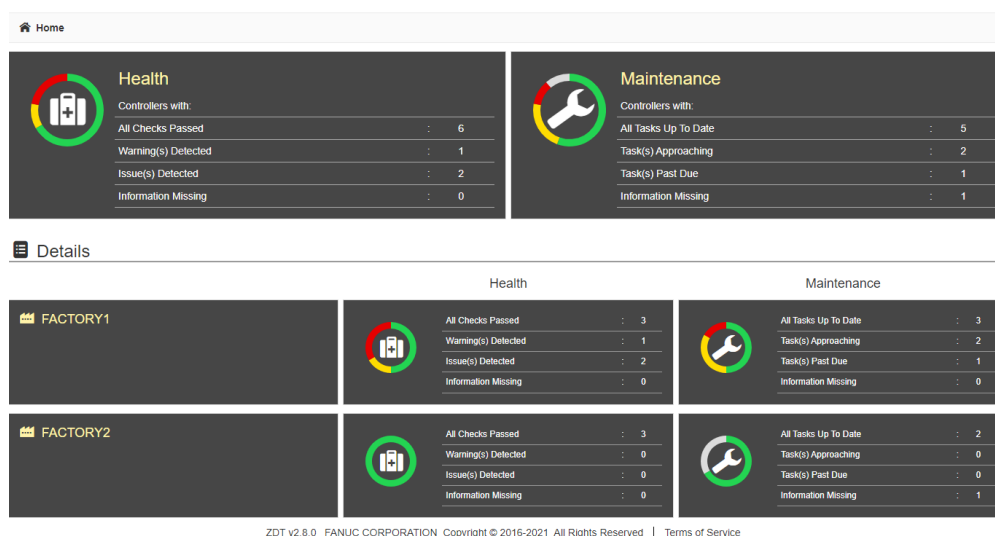 Home
Health
Controllers with:
All Checks Passed : 6
Warning(s) Detected : 1
Issue(s) Detected : 2
Information Missing : 0
Maintenance
Controllers with:
All Tasks Up To Date : 5
Task(s) Approaching : 2
Task(s) Past Due : 1
Information Missing : 1
Details
Health Maintenance
FACTORY1
All Checks Passed : 3
Warning(s) Detected : 1
Issue(s) Detected : 2
Information Missing : 0
All Tasks Up To Date : 3
Task(s) Approaching : 2
Task(s) Past Due : 1
Information Missing : 0
FACTORY2
All Checks Passed : 3
Warning(s) Detected : 0
Issue(s) Detected : 0
Information Missing : 0
All Tasks Up To Date : 2
Task(s) Approaching : 0
Task(s) Past Due : 0
Information Missing : 1
ZDT v2.8.0 FANUC CORPORATION Copyright © 2016-2021 All Rights Reserved | Terms of Service